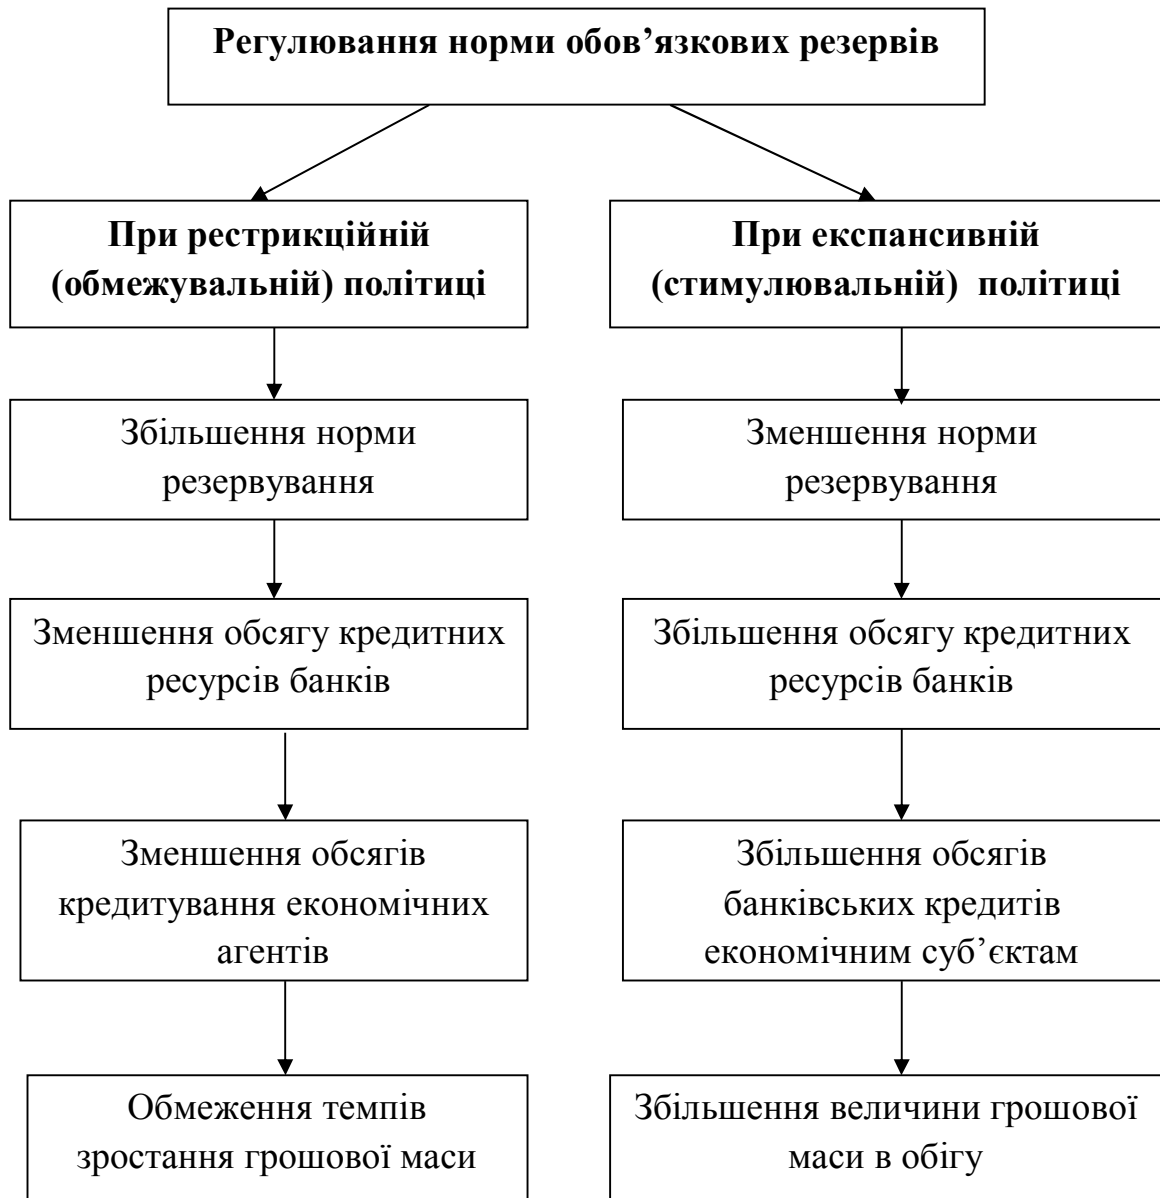 Регулювання норми обов’язкових резервів
При рестрикційній
(обмежувальній) політиці
При експансивній
(стимулювальній) політиці
Збільшення норми
резервування
Зменшення норми
резервування
Зменшення обсягу кредитних
ресурсів банків
Збільшення обсягу кредитних
ресурсів банків
Зменшення обсягів
кредитування економічних
агентів
Збільшення обсягів
банківських кредитів
економічним суб’єктам
Обмеження темпів
зростання грошової маси
Збільшення величини грошової
маси в обігу